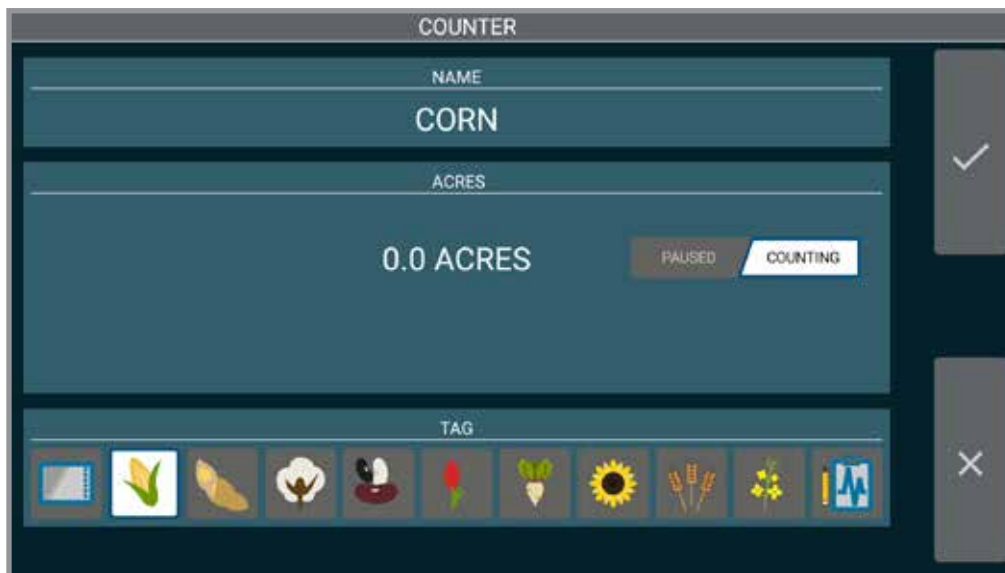 COUNTER
NAME
CORN
ACRES
0.0 ACRES
PAUSED
COUNTING
TAG